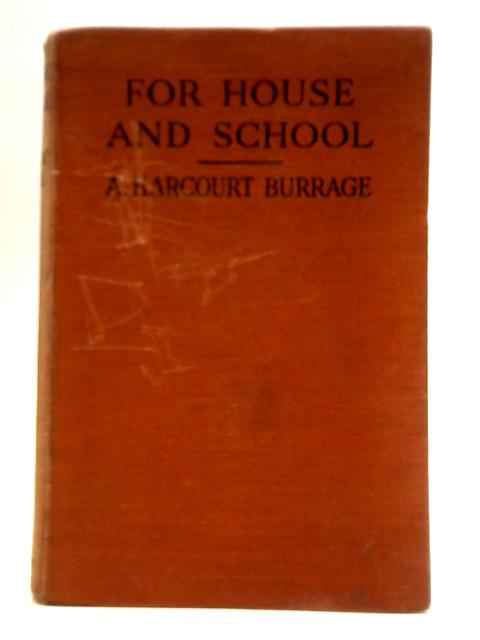 FOR HOUSE
AND SCHOOL
A. HARCOURT BURRAGE